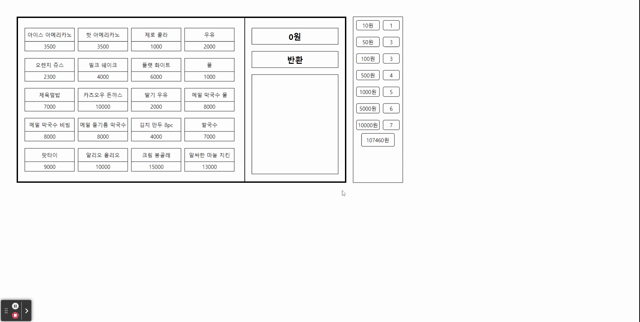 아이스 아메리카노 핫 아메리카노 제로 콜라 우유
3500 3500 1000 2000
오렌지 쥬스 밀크 쉐이크 플랫 화이트 물
2300 4000 6000 1000
제육덮밥 카츠오우 돈까스 딸기 우유 메밀 막국수 물
7000 10000 2000 8000
메밀 막국수 비빔 메밀 들기름 막국수 김치 만두 8pc 쌀국수
8000 8000 4000 7000
팟타이 알리오 올리오 크림 봉골레 알싸한 마늘 치킨
9000 10000 15000 13000
0원
반환
10원 1
50원 3
100원 3
500원 4
1000원 5
5000원 6
10000원 7
107460원